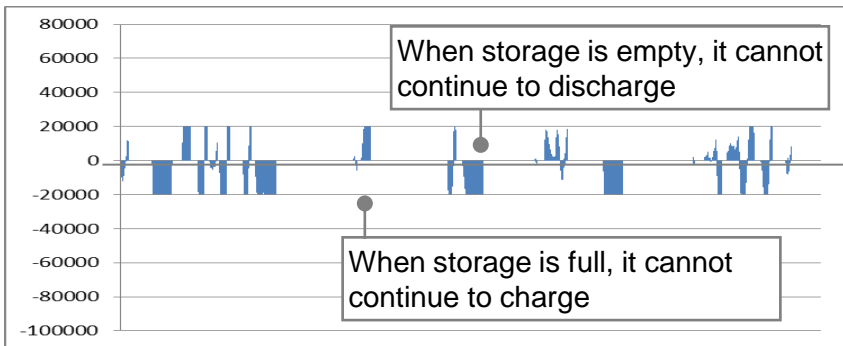 80000
60000
40000
20000
0
-20000
-40000
-60000
-80000
-100000
When storage is empty, it cannot
continue to discharge
When storage is full, it cannot
continue to charge